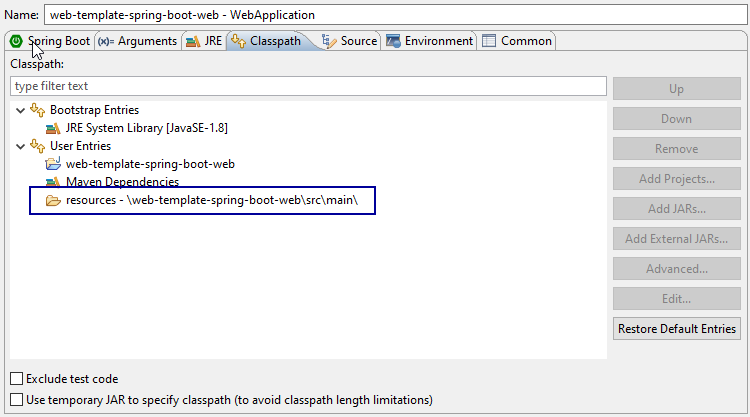 Name: web-template-spring-boot-web - WebApplication
Spring Boot (x)= Arguments JRE Classpath Source Environment Common
Classpath:
type filter text
Up
Bootstrap Entries
Down
JRE System Library [JavaSE-1.8]
User Entries
Remove
web-template-spring-boot-web
Maven Dependencies
Add Projects...
resources - \web-template-spring-boot-web\src\main\
Add JARs...
Add External JARs...
Advanced...
Edit...
Restore Default Entries
Exclude test code
Use temporary JAR to specify classpath (to avoid classpath length limitations)